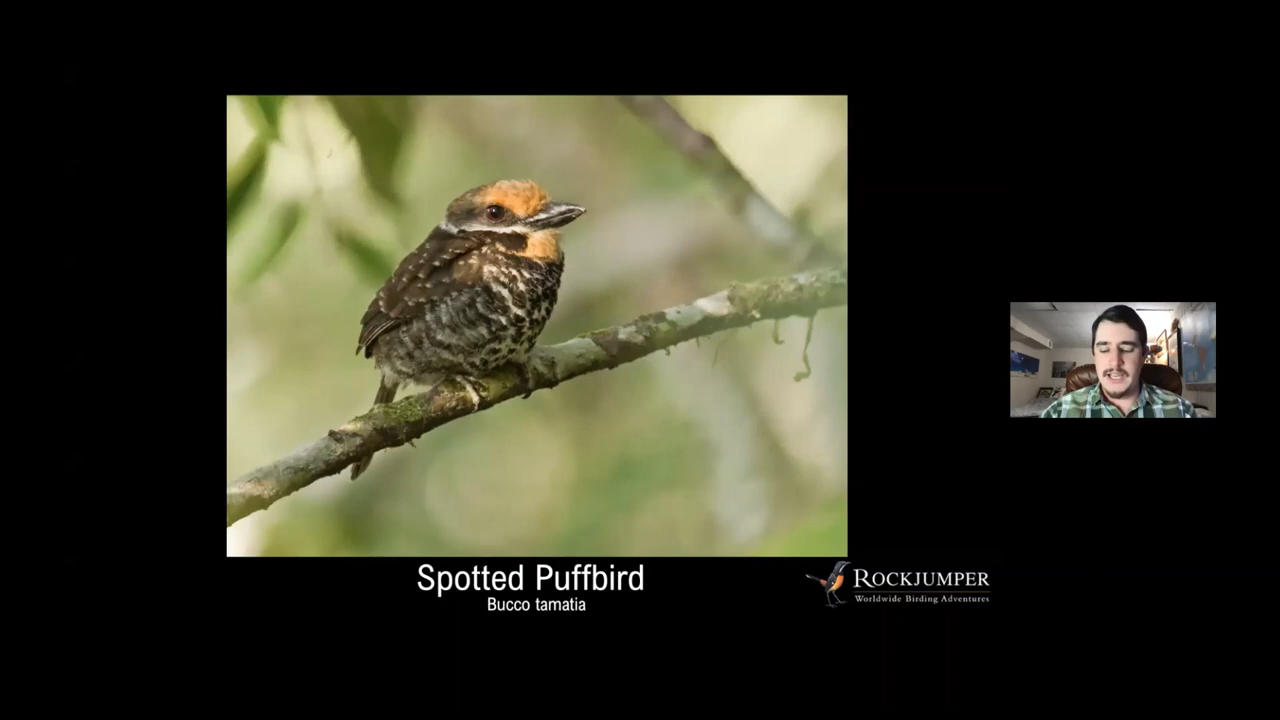 Spotted Puffbird
Bucco tamatia
ROCKJUMPER
Worldwide Birding Adventures